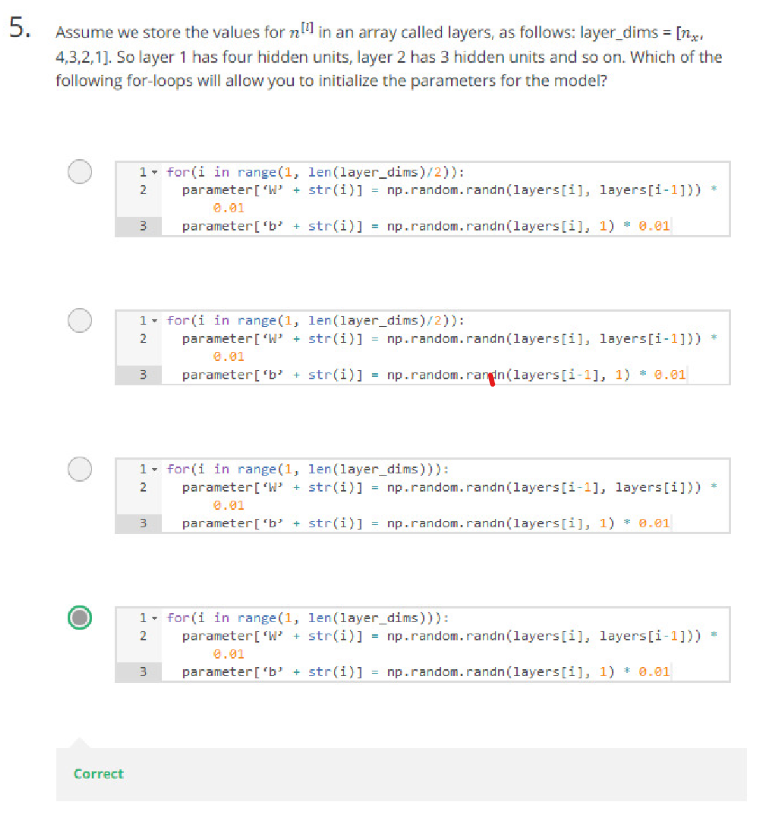 5. Assume we store the values for n^[l] in an array called layers, as follows: layer_dims = [n_x,
4,3,2,1]. So layer 1 has four hidden units, layer 2 has 3 hidden units and so on. Which of the
following for-loops will allow you to initialize the parameters for the model?
1 for(i in range(1, len(layer_dims)/2)):
2 parameter[‘W’ + str(i)] = np.random.randn(layers[i], layers[i-1])) *
0.01
3 parameter[‘b’ + str(i)] = np.random.randn(layers[i], 1) * 0.01
1 for(i in range(1, len(layer_dims)/2)):
2 parameter[‘W’ + str(i)] = np.random.randn(layers[i], layers[i-1])) *
0.01
3 parameter[‘b’ + str(i)] = np.random.randn(layers[i-1], 1) * 0.01
1 for(i in range(1, len(layer_dims))):
2 parameter[‘W’ + str(i)] = np.random.randn(layers[i-1], layers[i])) *
0.01
3 parameter[‘b’ + str(i)] = np.random.randn(layers[i], 1) * 0.01
1 for(i in range(1, len(layer_dims))):
2 parameter[‘W’ + str(i)] = np.random.randn(layers[i], layers[i-1])) *
0.01
3 parameter[‘b’ + str(i)] = np.random.randn(layers[i], 1) * 0.01
Correct